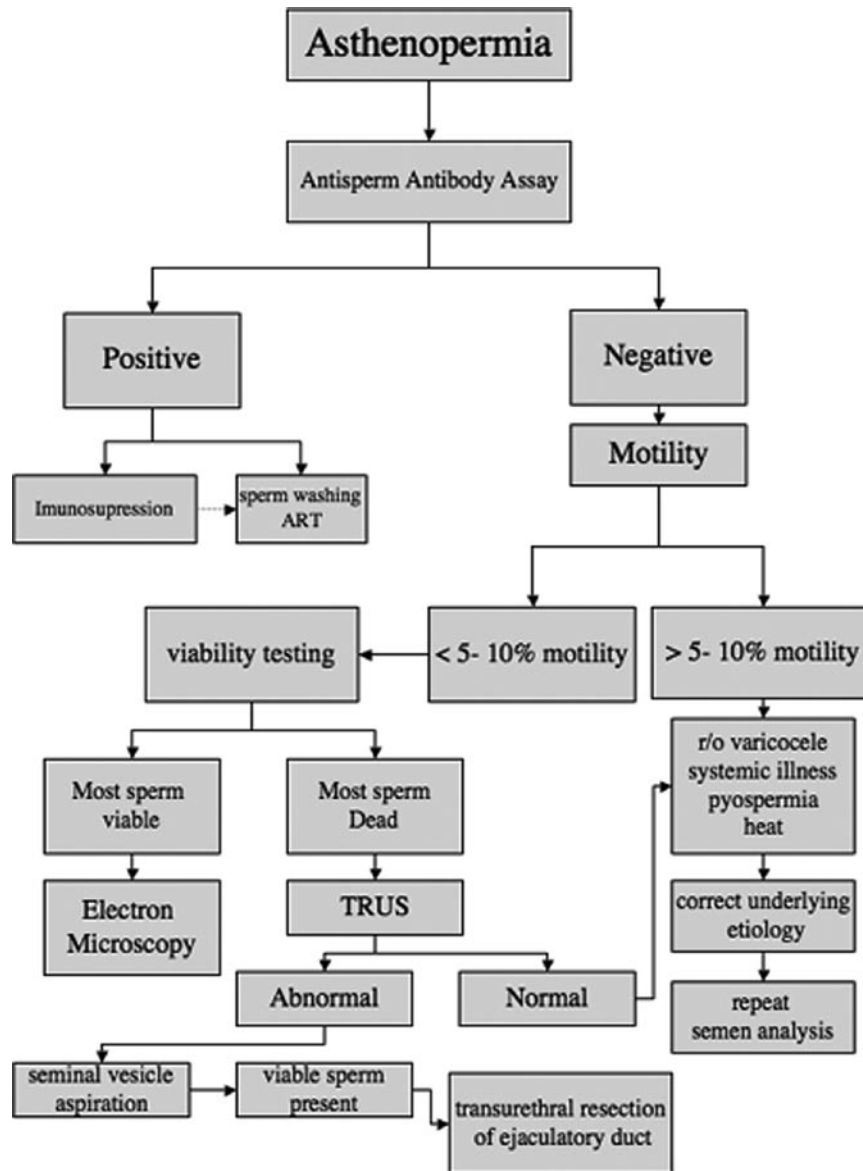 Asthenopermia
Antisperm Antibody Assay
Positive
Negative
Motility
Imunosupression
sperm washing
ART
viability testing
< 5- 10% motility
> 5- 10% motility
Most sperm
viable
Most sperm
Dead
r/o varicocele
systemic illness
pyospermia
heat
Electron
Microscopy
TRUS
correct underlying
etiology
Abnormal
Normal
repeat
semen analysis
seminal vesicle
aspiration
viable sperm
present
transurethral resection
of ejaculatory duct